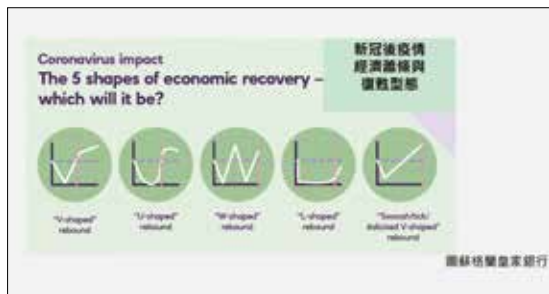 Coronavirus impact
The 5 shapes of economic recovery –
which will it be?
新冠後疫情
經濟蕭條與
復甦型態
"V-shaped"
rebound
"U-shaped"
rebound
"W-shaped"
rebound
"L-shaped"
rebound
"Swoosh/tick/
italicised V-shaped"
rebound
圖蘇格蘭皇家銀行